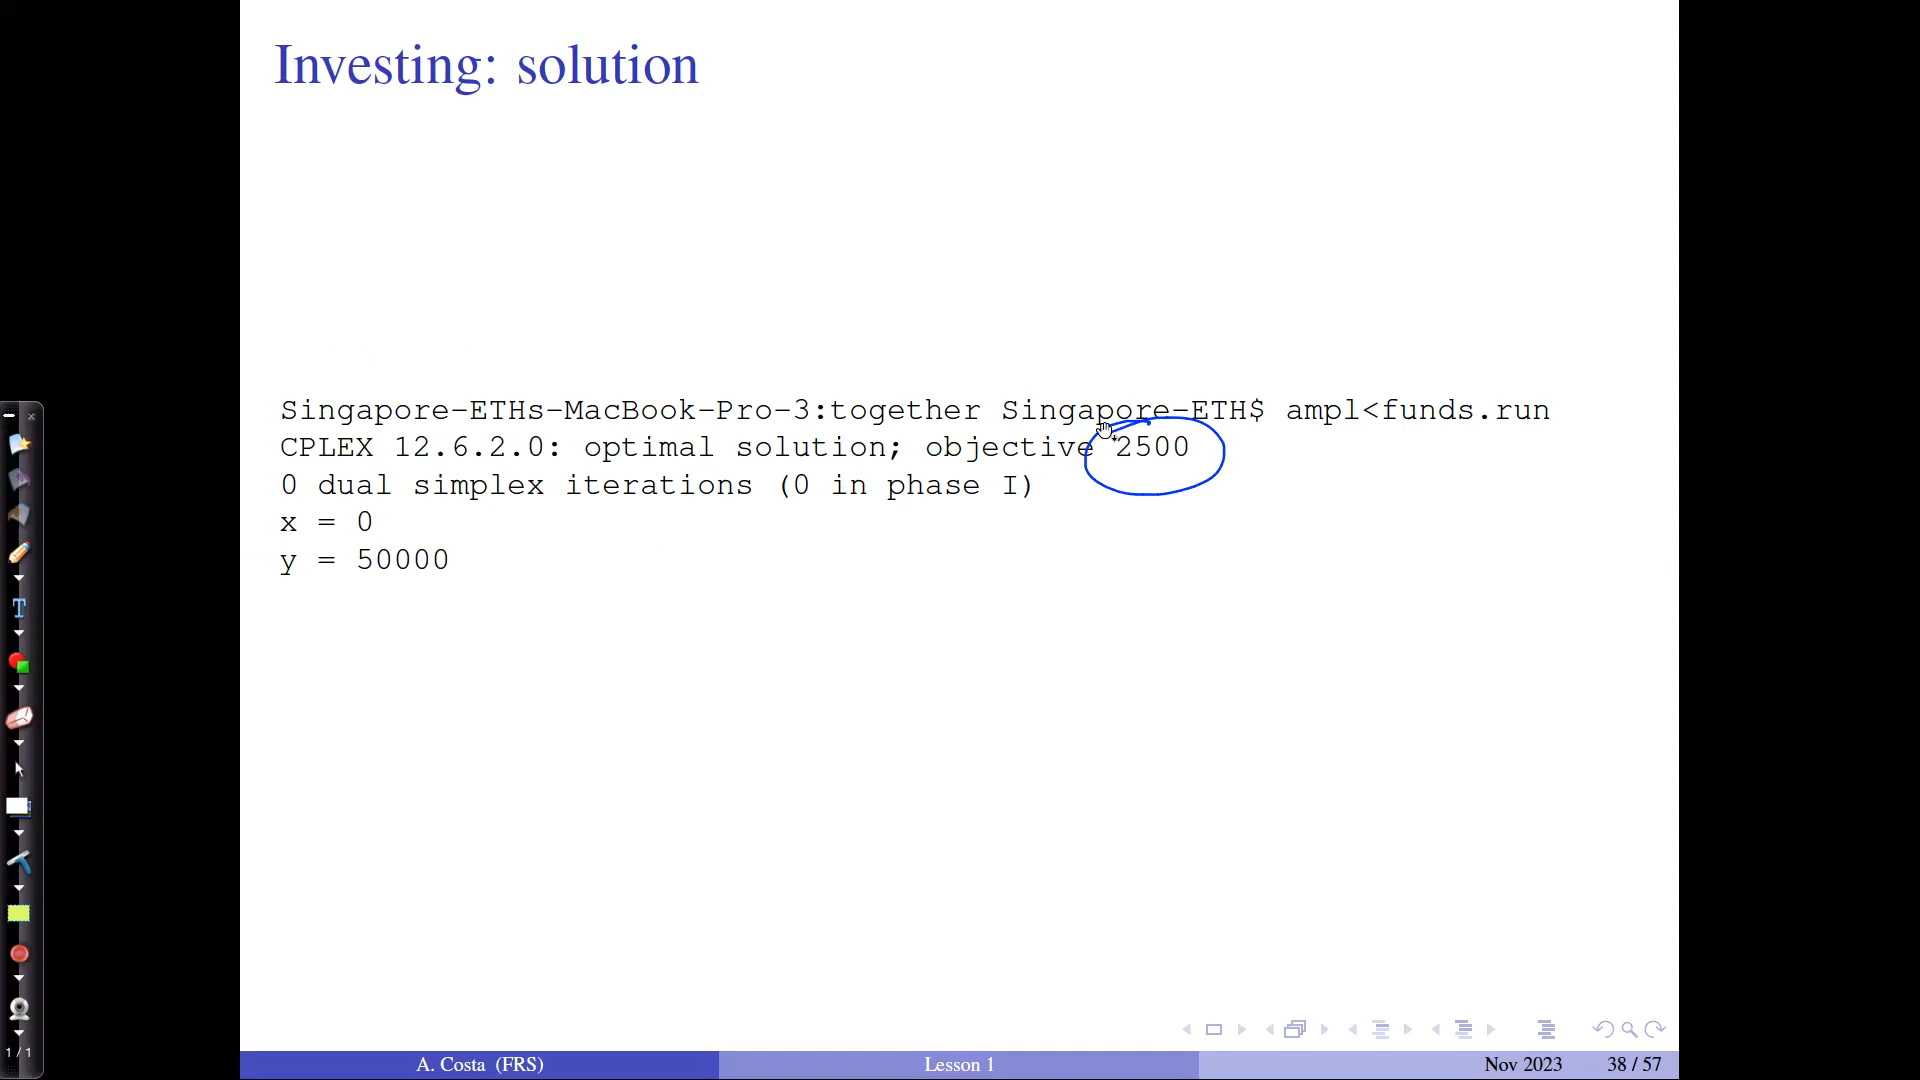 Investing: solution
Singapore-ETHs-MacBook-Pro-3:together Singapore-ETH$ ampl<funds.run
CPLEX 12.6.2.0: optimal solution; objective 2500
0 dual simplex iterations (0 in phase I)
x = 0
y = 50000
T
1 / 1
A. Costa (FRS) Lesson 1 Nov 2023 38 / 57